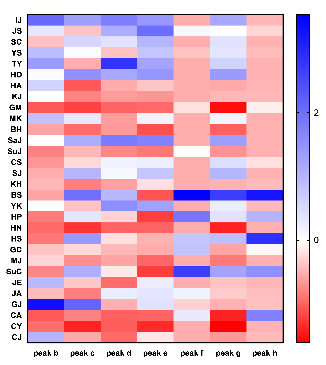 IJ
JS
SC
YS
TY
HD
HA
KJ
GM
MK
BH
SaJ
SuJ
CS
SJ
KH
BS
YK
HP
HN
HS
GC
MJ
SuC
JE
JA
GJ
CA
CY
CJ
peak b peak c peak d peak e peak f peak g peak h
2
0